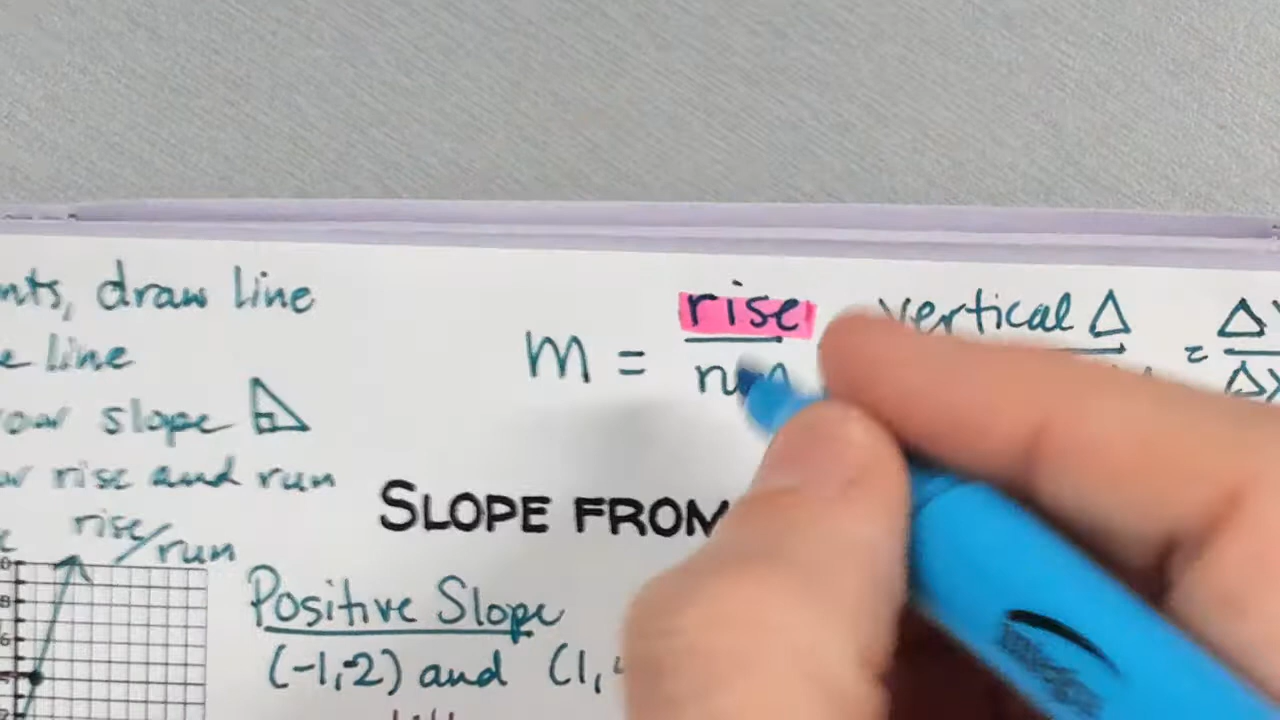 nts, draw line
e line
ow slope
rise and run
rise/run
m = rise vertical Δ = Δ
SLOPE FROM
Positive Slope
(-1,-2) and (1,